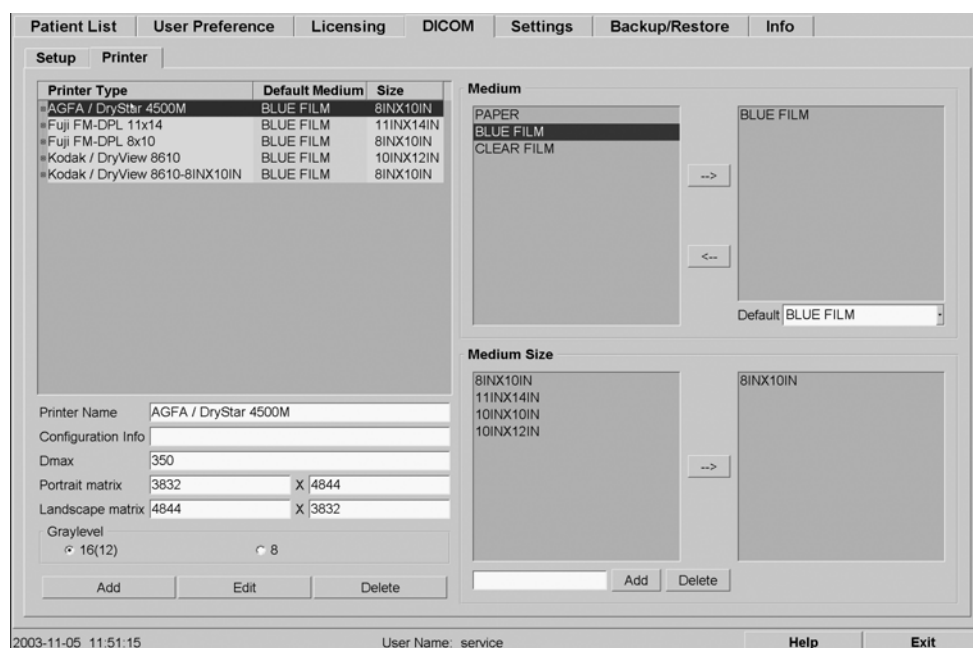 Patient List User Preference Licensing DICOM Settings Backup/Restore Info
Setup Printer
Printer Type Default Medium Size
AGFA / DryStar 4500M BLUE FILM 8INX10IN
Fuji FM-DPL 11x14 BLUE FILM 11INX14IN
Fuji FM-DPL 8x10 BLUE FILM 8INX10IN
Kodak / DryView 8610 BLUE FILM 10INX12IN
Kodak / DryView 8610-8INX10IN BLUE FILM 8INX10IN
Printer Name AGFA / DryStar 4500M
Configuration Info
Dmax 350
Portrait matrix 3832 X 4844
Landscape matrix 4844 X 3832
Graylevel
16(12) 8
Add Edit Delete
Medium
PAPER
BLUE FILM
CLEAR FILM
-->
<--
BLUE FILM
Default BLUE FILM
Medium Size
8INX10IN
11INX14IN
10INX10IN
10INX12IN
-->
8INX10IN
Add Delete
2003-11-05 11:51:15 User Name: service Help Exit